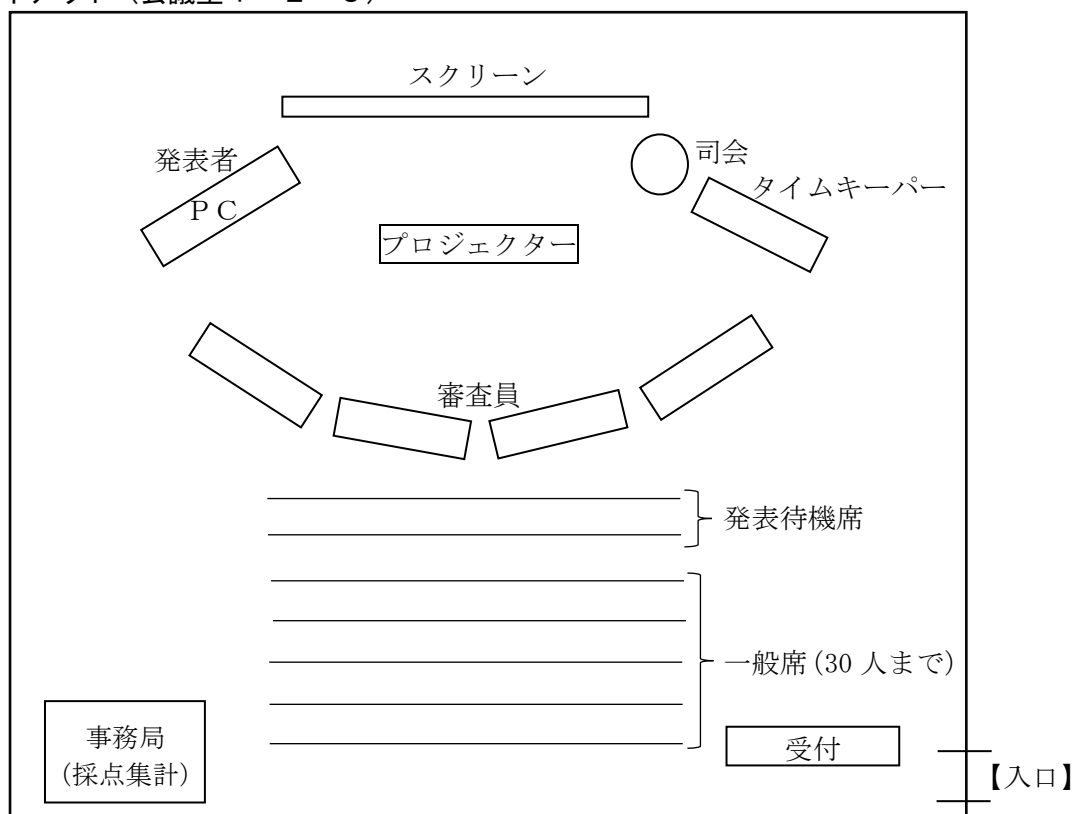 スクリーン
発表者
司会
ＰＣ
タイムキーパー
プロジェクター
審査員
発表待機席
一般席(30 人まで)
事務局
(採点集計)
受付
【入口】